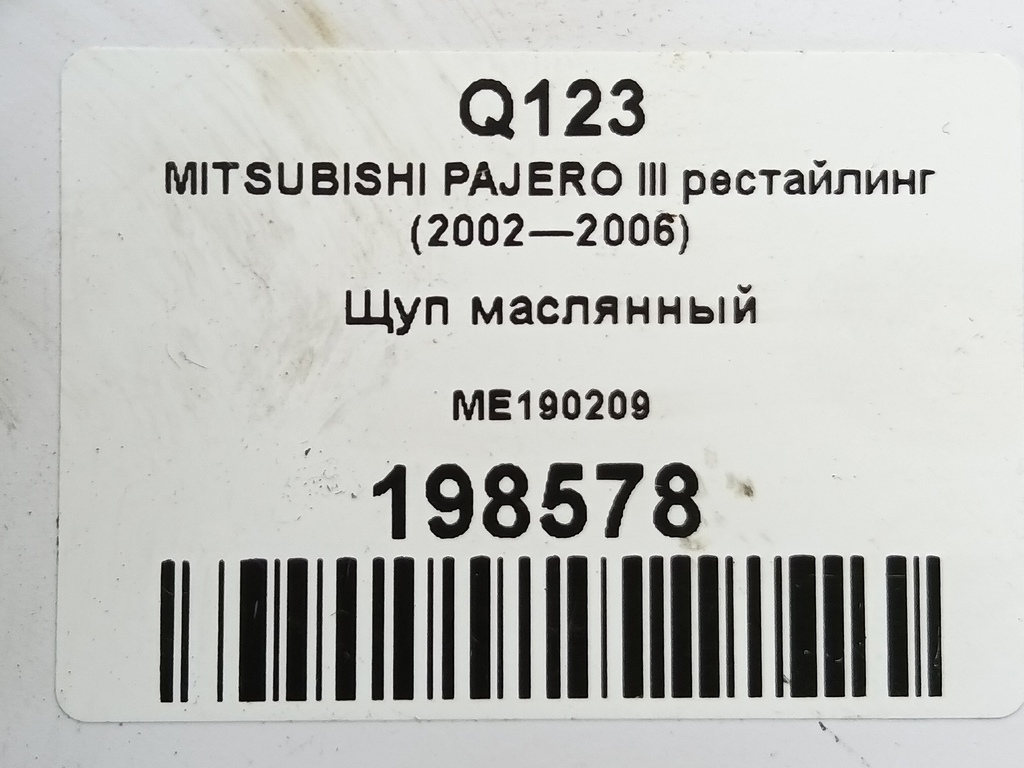 Q123
MITSUBISHI PAJERO III рестайлинг
(2002—2006)
Щуп маслянный
ME190209
198578